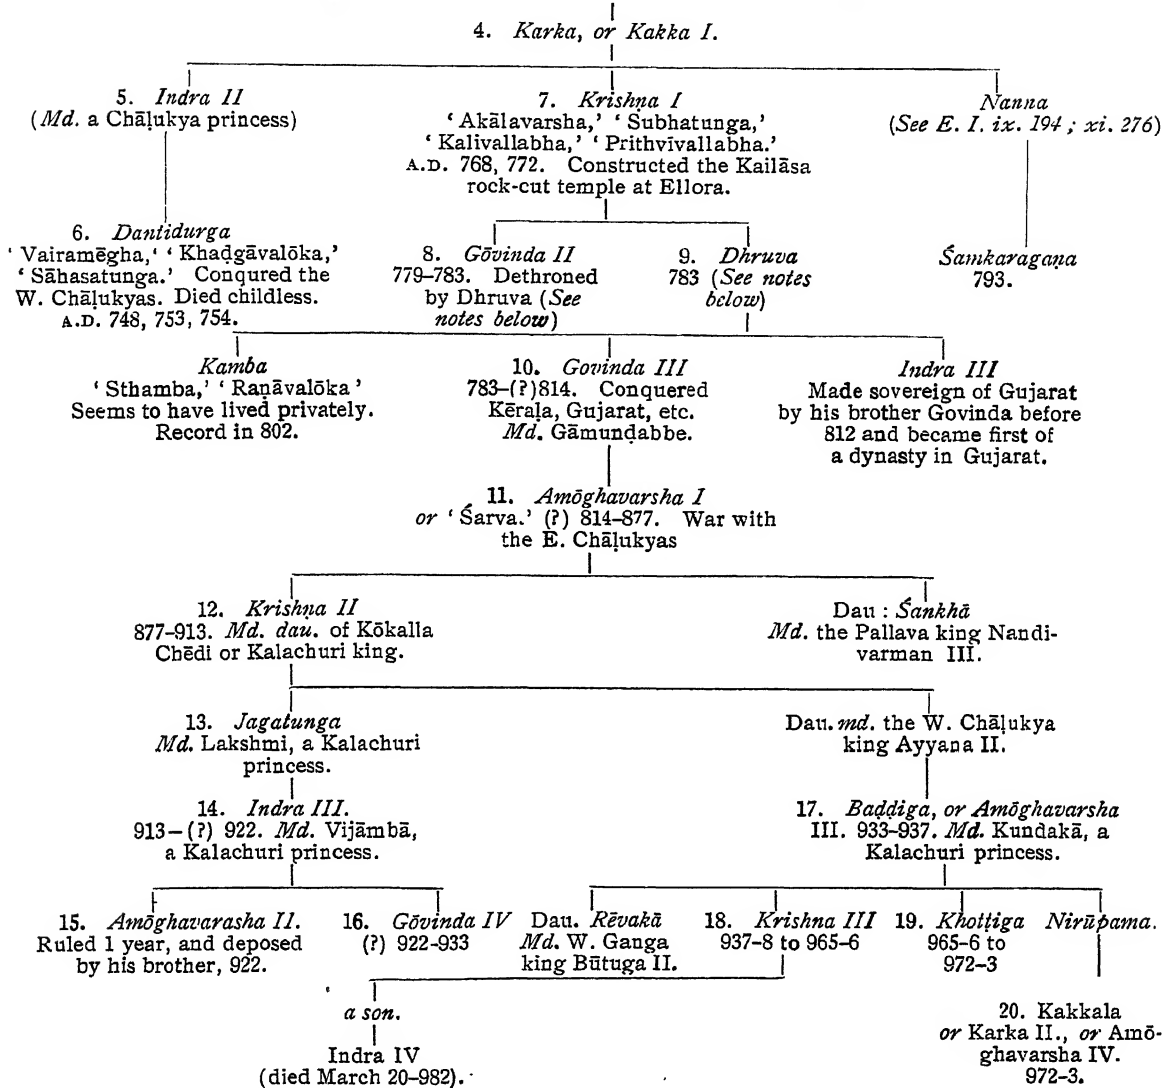 4. Karka, or Kakka I.
5. Indra II
(Md. a Chāḷukya princess)
7. Krishṇa I
‘ Akālavarsha,’ ‘ Subhatunga,’
‘ Kalivallabha,’ ‘ Prithvīvallabha.’
A.D. 768, 772. Constructed the Kailāsa
rock-cut temple at Ellora.
Nanna
(See E. I. ix. 194 ; xi. 276)
6. Dantidurga
‘ Vairamēgha,‘ ‘ Khaḍgāvalōka,’
‘ Sāhasatunga.’ Conqured the
W. Chāḷukyas. Died childless.
A.D. 748, 753, 754.
8. Gōvinda II
779–783. Dethroned
by Dhruva (See
notes below)
9. Dhruva
783 (See notes
below)
Śaṁkaragaṇa
793.
Kamba
‘ Sthamba,’ ‘ Raṇāvalōka ’
Seems to have lived privately.
Record in 802.
10. Govinda III
783–(?)814. Conquered
Kēraḷa, Gujarat, etc.
Md. Gāmuṇḍabbe.
Indra III
Made sovereign of Gujarat
by his brother Govinda before
812 and became first of
a dynasty in Gujarat.
11. Amōghavarsha I
or ‘ Śarva.’ (?) 814–877. War with
the E. Chāḷukyas
12. Krishṇa II
877–913. Md. dau. of Kōkalla
Chēdi or Kalachuri king.
Dau : Śankhā
Md. the Pallava king Nandi-
varman III.
13. Jagatunga
Md. Lakshmi, a Kalachuri
princess.
Dau. md. the W. Chāḷukya
king Ayyaṇa II.
14. Indra III.
913–(?) 922. Md. Vijāmbā,
a Kalachuri princess.
17. Baḍḍiga, or Amōghavarsha
III. 933–937. Md. Kundakā, a
Kalachuri princess.
15. Amōghavarasha II.
Ruled 1 year, and deposed
by his brother, 922.
16. Gōvinda IV
(?) 922-933
Dau. Rēvakā
Md. W. Ganga
king Būtuga II.
18. Krishna III
937-8 to 965-6
19. Khoṭṭiga
965-6 to
972-3
Nirūpama.
a son.
Indra IV
(died March 20-982).
20. Kakkala
or Karka II., or Amō-
ghavarsha IV.
972-3.